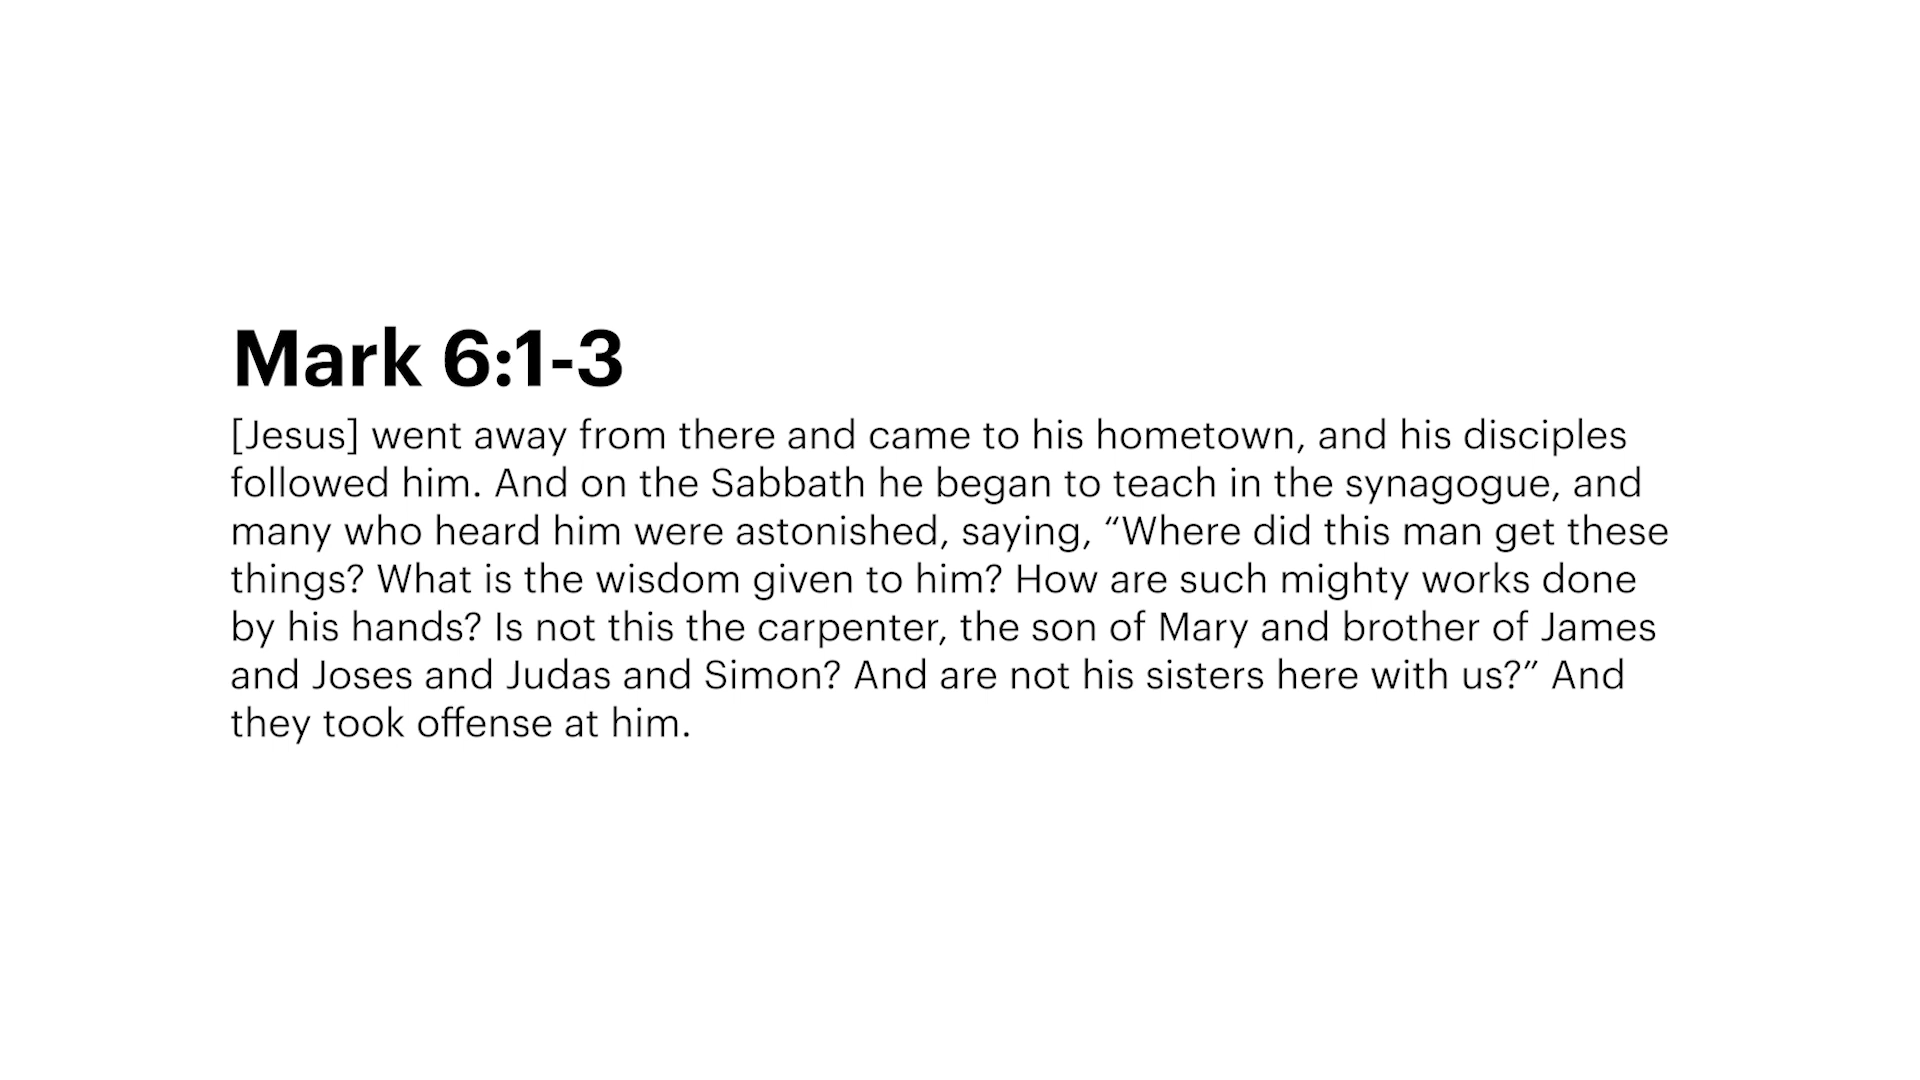 Mark 6:1-3
[Jesus] went away from there and came to his hometown, and his disciples
followed him. And on the Sabbath he began to teach in the synagogue, and
many who heard him were astonished, saying, “Where did this man get these
things? What is the wisdom given to him? How are such mighty works done
by his hands? Is not this the carpenter, the son of Mary and brother of James
and Joses and Judas and Simon? And are not his sisters here with us?” And
they took offense at him.